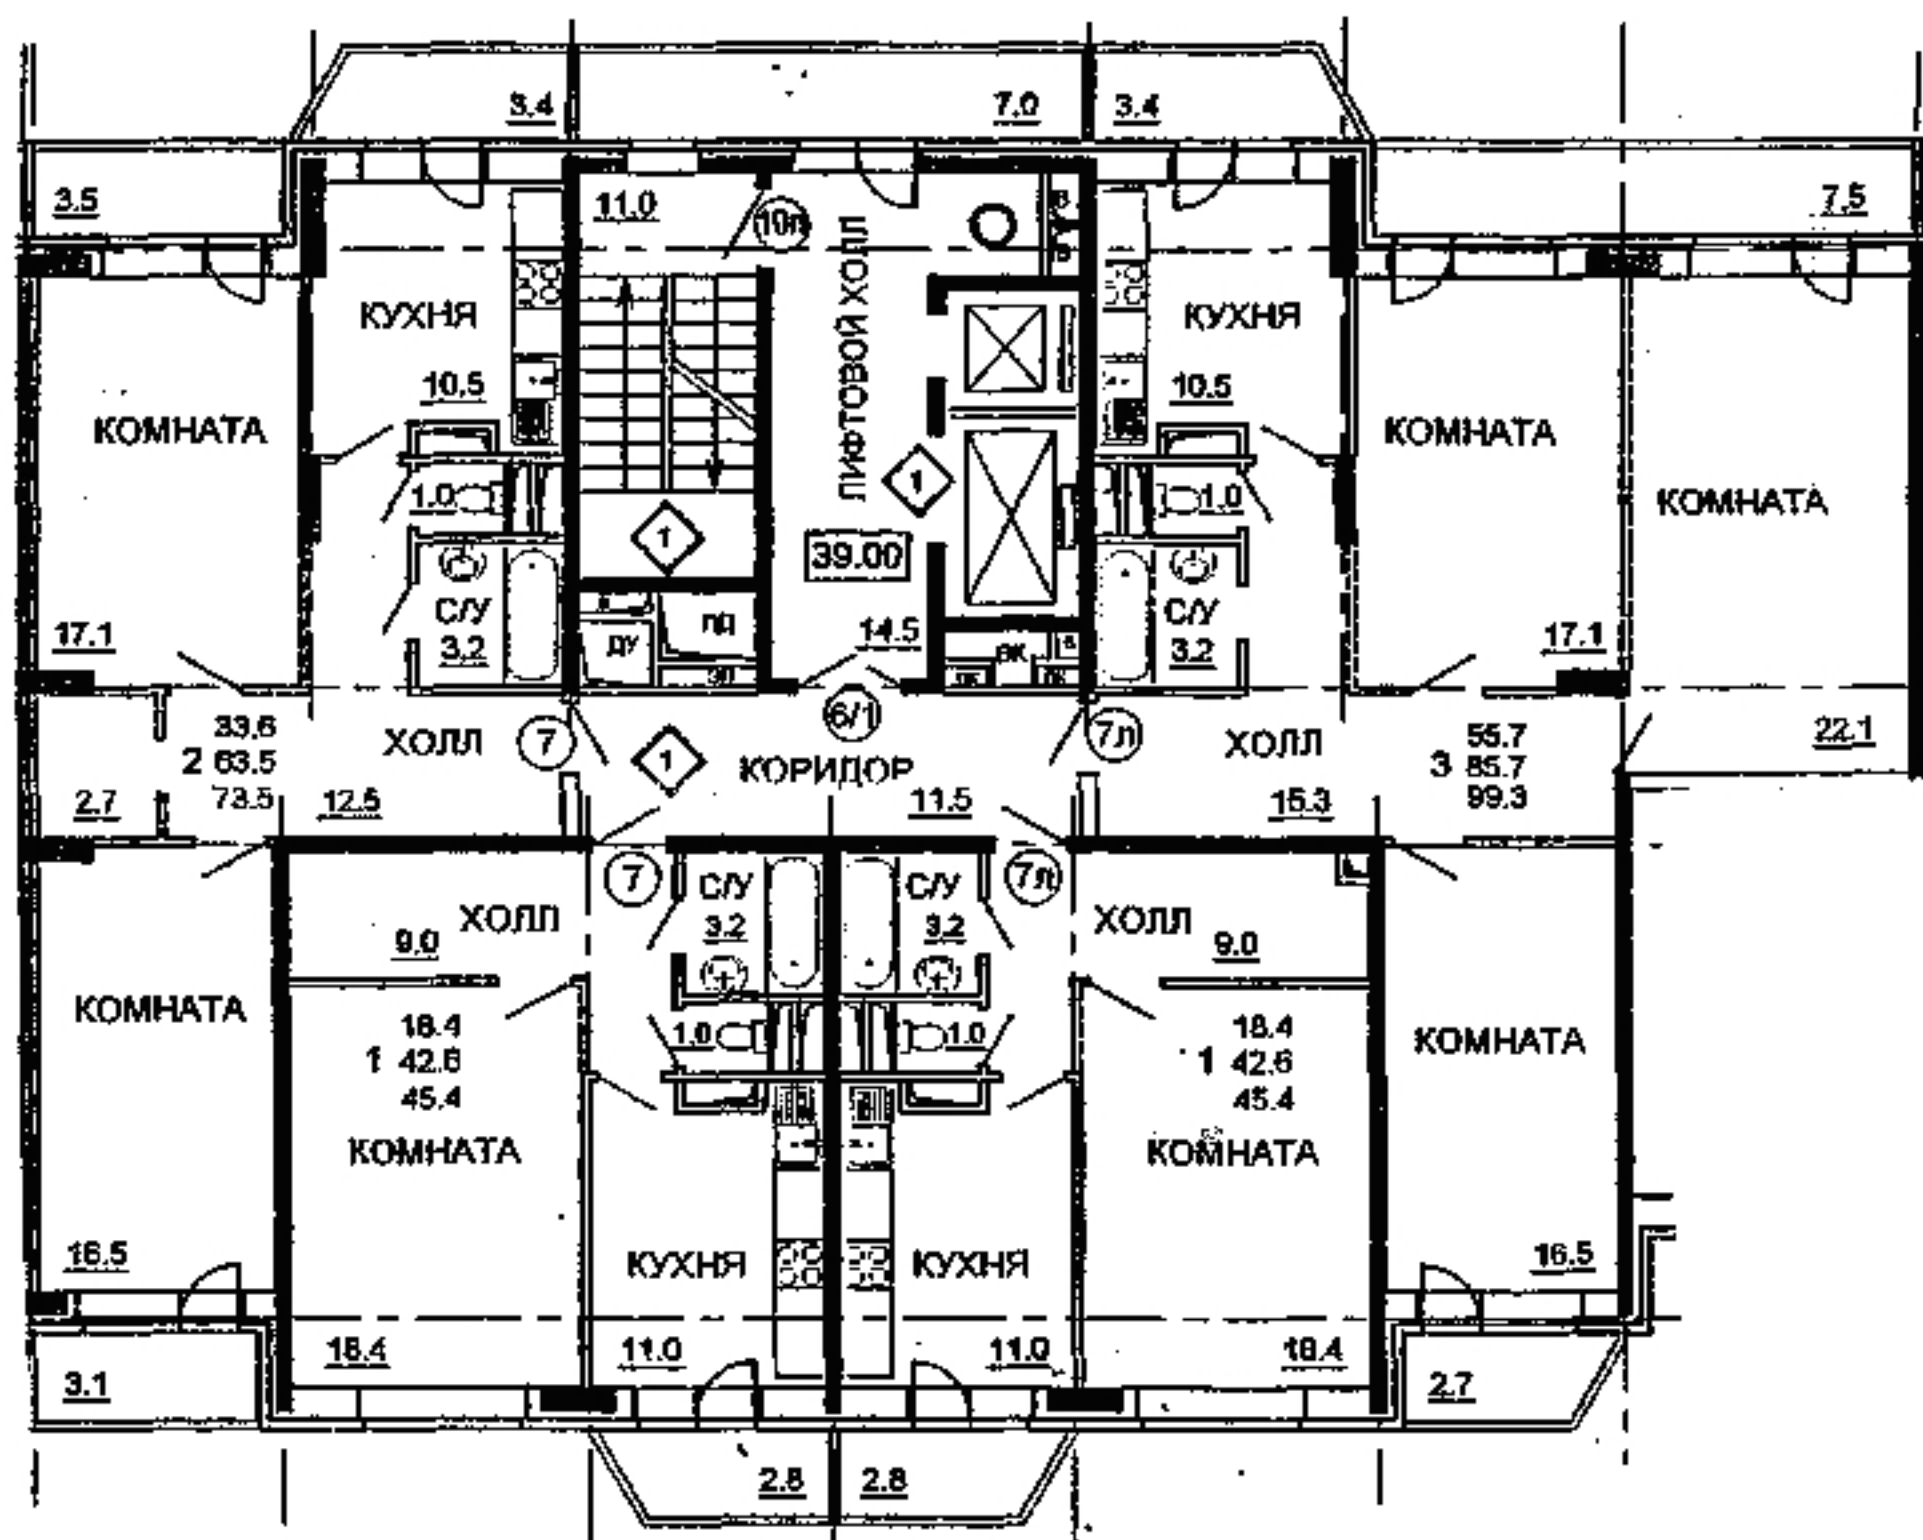 3.4
7.0
3.4
3.5
11.0
10п
ЛИФТОВОЙ ХОЛЛ
7.5
КУХНЯ
10.5
КУХНЯ
10.5
КОМНАТА
КОМНАТА
КОМНАТА
1.0
1
1
1.0
39.00
С/У
3.2
С/У
3.2
17.1
ДУ
ПД
14.5
ВК
17.1
33.6
2 63.5
73.5
ХОЛЛ
7
6/1
7л
ХОЛЛ
55.7
3 85.7
99.3
22.1
1
КОРИДОР
2.7
12.5
11.5
15.3
7
С/У
3.2
С/У
3.2
7л
ХОЛЛ
9.0
ХОЛЛ
9.0
КОМНАТА
18.4
1 42.6
45.4
КОМНАТА
1.0
1.0
18.4
1 42.6
45.4
КОМНАТА
КОМНАТА
16.5
КУХНЯ
КУХНЯ
16.5
18.4
11.0
11.0
18.4
3.1
2.7
2.8
2.8